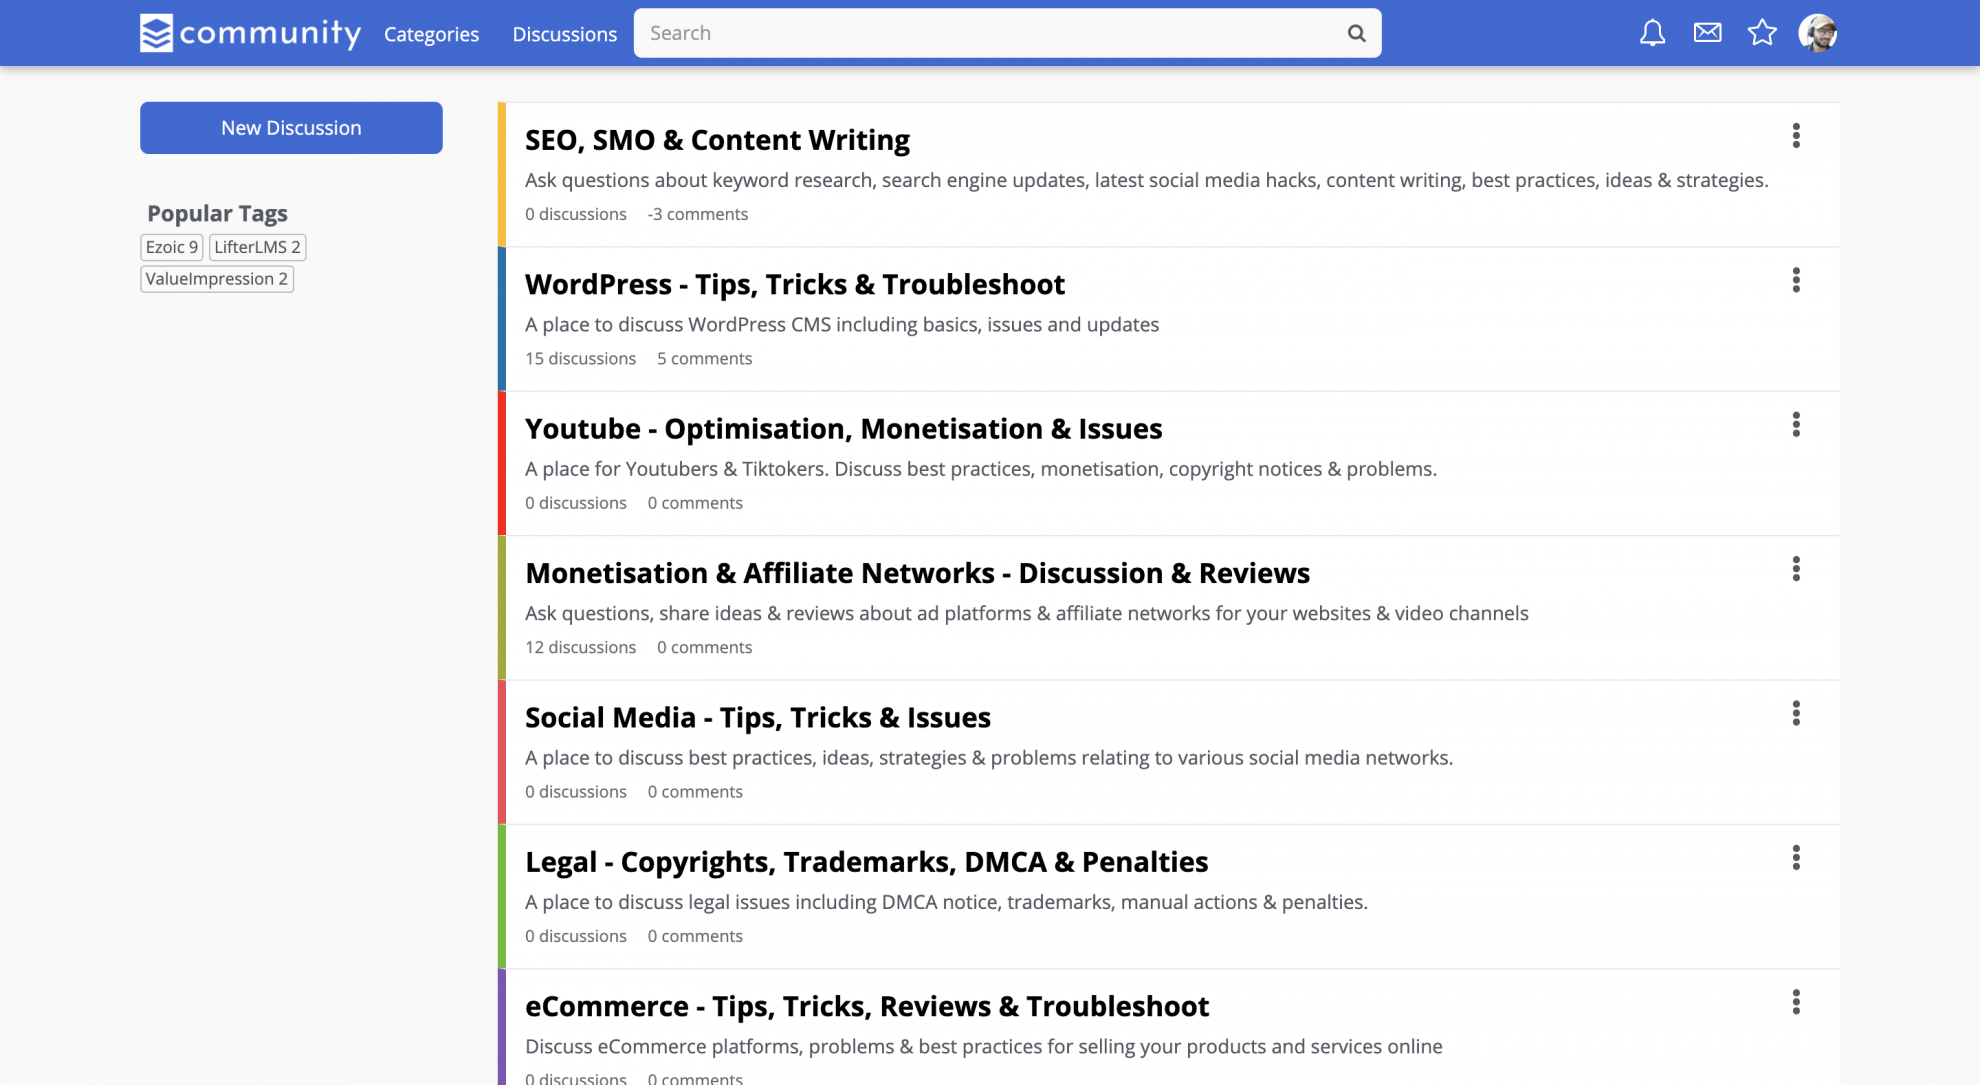 community Categories Discussions Search
New Discussion
Popular Tags
Ezoic 9 LifterLMS 2
ValueImpression 2
SEO, SMO & Content Writing
Ask questions about keyword research, search engine updates, latest social media hacks, content writing, best practices, ideas & strategies.
0 discussions -3 comments
WordPress - Tips, Tricks & Troubleshoot
A place to discuss WordPress CMS including basics, issues and updates
15 discussions 5 comments
Youtube - Optimisation, Monetisation & Issues
A place for Youtubers & Tiktokers. Discuss best practices, monetisation, copyright notices & problems.
0 discussions 0 comments
Monetisation & Affiliate Networks - Discussion & Reviews
Ask questions, share ideas & reviews about ad platforms & affiliate networks for your websites & video channels
12 discussions 0 comments
Social Media - Tips, Tricks & Issues
A place to discuss best practices, ideas, strategies & problems relating to various social media networks.
0 discussions 0 comments
Legal - Copyrights, Trademarks, DMCA & Penalties
A place to discuss legal issues including DMCA notice, trademarks, manual actions & penalties.
0 discussions 0 comments
eCommerce - Tips, Tricks, Reviews & Troubleshoot
Discuss eCommerce platforms, problems & best practices for selling your products and services online
0 discussions 0 comments